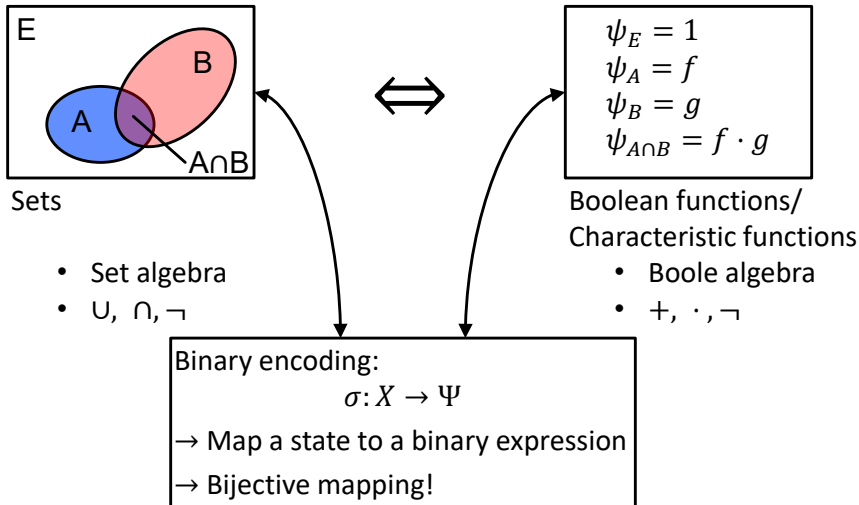 E
B
A
A∩B
Sets
• Set algebra
• ∪, ∩, ¬
⟺
ψ_E = 1
ψ_A = f
ψ_B = g
ψ_{A∩B} = f · g
Boolean functions/
Characteristic functions
• Boole algebra
• +, ·, ¬
Binary encoding:
σ: X → Ψ
→ Map a state to a binary expression
→ Bijective mapping!